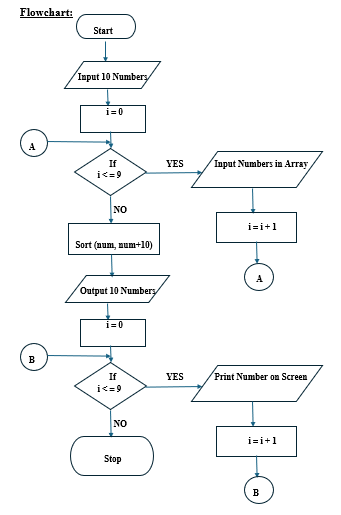 Flowchart:
Start
Input 10 Numbers
i = 0
A
If
i < = 9
YES
Input Numbers in Array
NO
i = i + 1
Sort (num, num+10)
A
Output 10 Numbers
i = 0
B
If
i < = 9
YES
Print Number on Screen
NO
i = i + 1
Stop
B